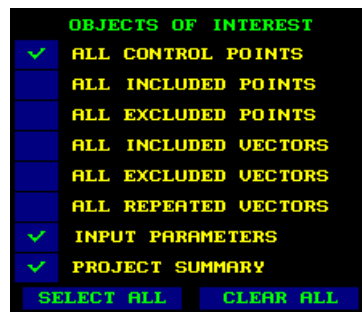 OBJECTS OF INTEREST
ALL CONTROL POINTS
ALL INCLUDED POINTS
ALL EXCLUDED POINTS
ALL INCLUDED VECTORS
ALL EXCLUDED VECTORS
ALL REPEATED VECTORS
INPUT PARAMETERS
PROJECT SUMMARY
SELECT ALL CLEAR ALL